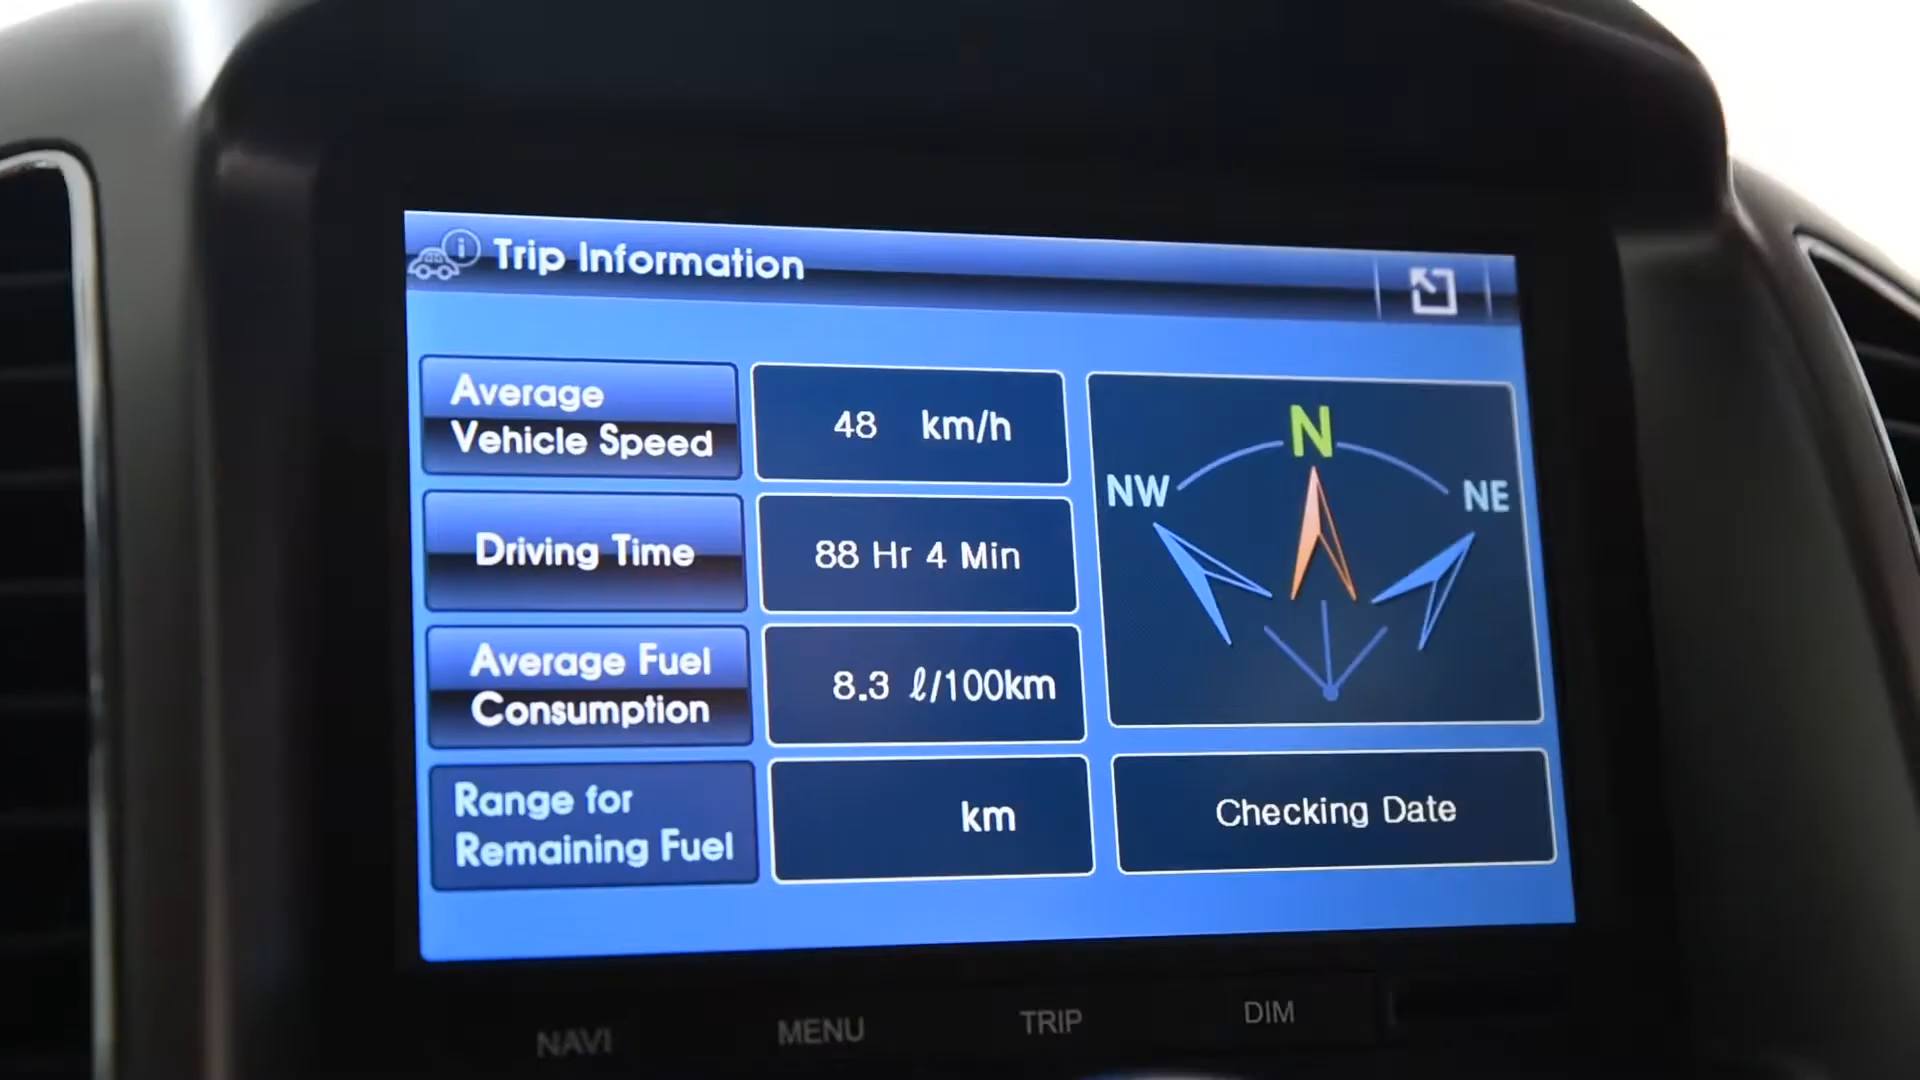 Trip Information
Average
Vehicle Speed
48 km/h
Driving Time
88 Hr 4 Min
Average Fuel
Consumption
8.3 ℓ/100km
Range for
Remaining Fuel
km
N
NW
NE
Checking Date
NAVI
MENU
TRIP
DIM